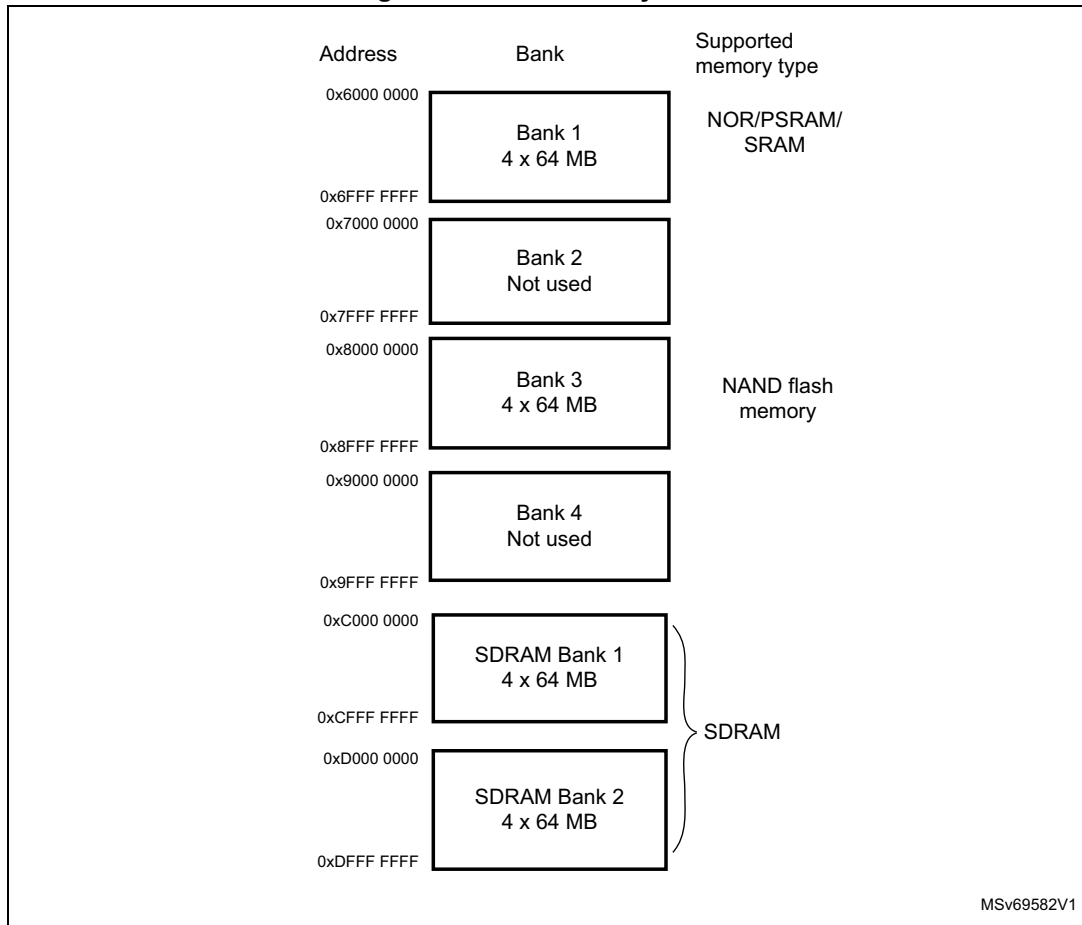 Address Bank Supported
memory type
0x6000 0000
Bank 1
4 x 64 MB
NOR/PSRAM/
SRAM
0x6FFF FFFF
0x7000 0000
Bank 2
Not used
0x7FFF FFFF
0x8000 0000
Bank 3
4 x 64 MB
NAND flash
memory
0x8FFF FFFF
0x9000 0000
Bank 4
Not used
0x9FFF FFFF
0xC000 0000
SDRAM Bank 1
4 x 64 MB
0xCFFF FFFF
SDRAM
0xD000 0000
SDRAM Bank 2
4 x 64 MB
0xDFFF FFFF
MSv69582V1